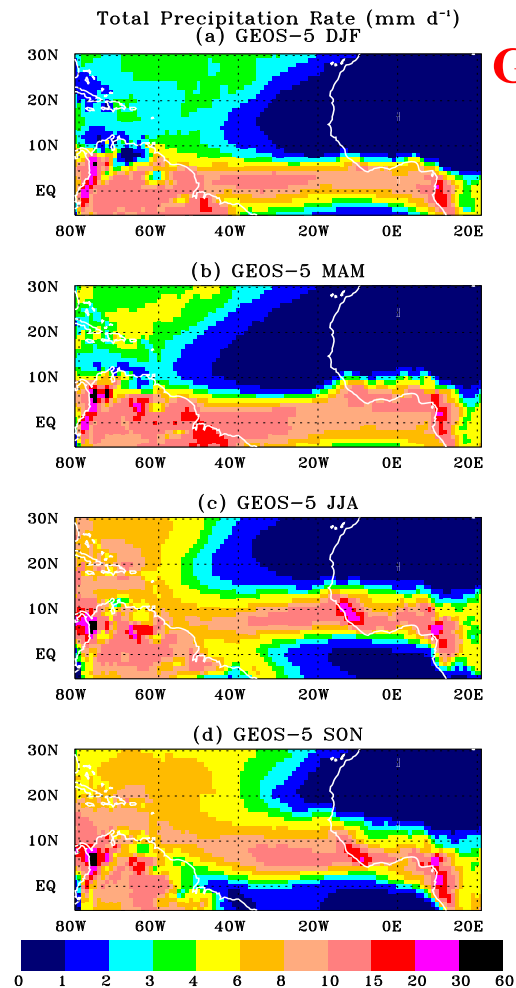 Total Precipitation Rate (mm d⁻¹)
(a) GEOS-5 DJF
G
30N
20N
10N
EQ
80W 60W 40W 20W 0E 20E
(b) GEOS-5 MAM
30N
20N
10N
EQ
80W 60W 40W 20W 0E 20E
(c) GEOS-5 JJA
30N
20N
10N
EQ
80W 60W 40W 20W 0E 20E
(d) GEOS-5 SON
30N
20N
10N
EQ
80W 60W 40W 20W 0E 20E
0 1 2 3 4 6 8 10 15 20 30 60